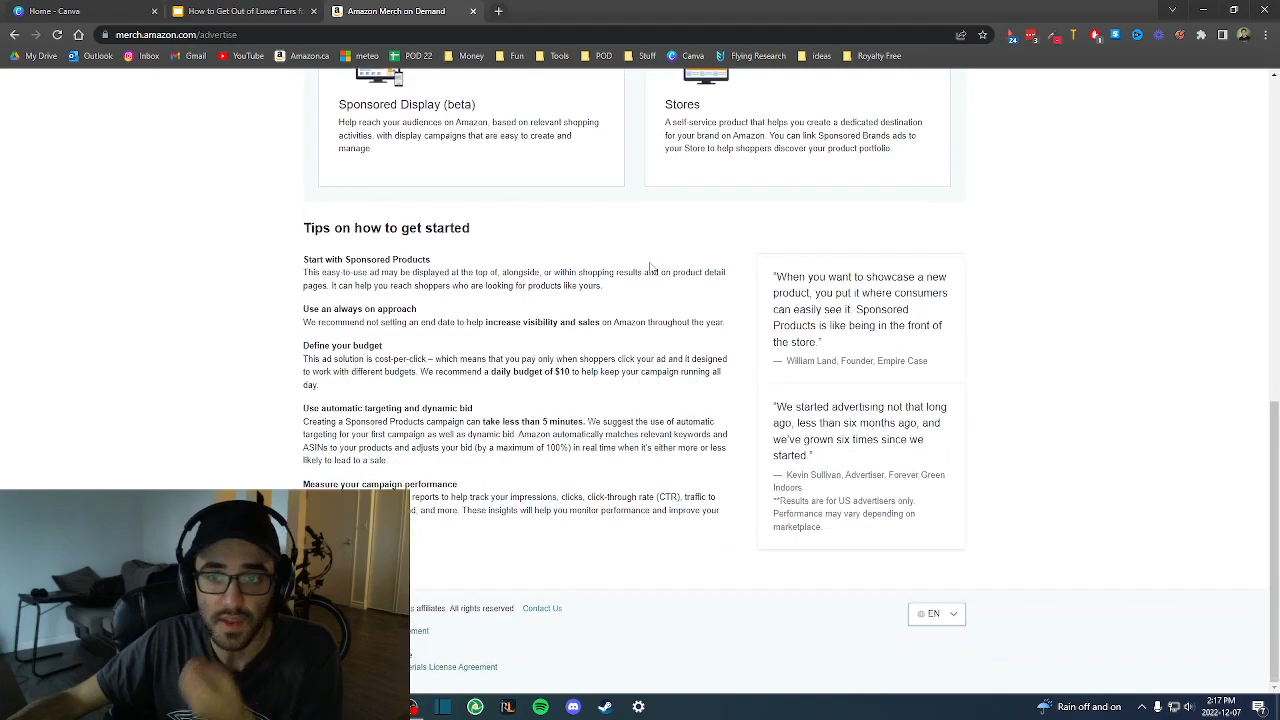 Home - Canva
How to Get Out of Lower Tiers F
Amazon Merch on Demand
merchamazon.com/advertise
My Drive
Outlook
Inbox
Gmail
YouTube
Amazon.ca
meteo
POD 22
Money
Fun
Tools
POD
Stuff
Canva
Flying Research
Ideas
Royalty Free
Sponsored Display (beta)
Help reach your audiences on Amazon, based on relevant shopping
activities, with display campaigns that are easy to create and
manage.
Stores
A self-service product that helps you create a dedicated destination
for your brand on Amazon. You can link Sponsored Brands ads to
your Store to help shoppers discover your product portfolio.
Tips on how to get started
Start with Sponsored Products
This easy-to-use ad may be displayed at the top of, alongside, or within shopping results and on product detail
pages. It can help you reach shoppers who are looking for products like yours.
Use an always on approach
We recommend not setting an end date to help increase visibility and sales on Amazon throughout the year.
Define your budget
This ad solution is cost-per-click – which means that you pay only when shoppers click your ad and it designed
to work with different budgets. We recommend a daily budget of $10 to help keep your campaign running all
day.
Use automatic targeting and dynamic bid
Creating a Sponsored Products campaign can take less than 5 minutes. We suggest the use of automatic
targeting for your first campaign as well as dynamic bid. Amazon automatically matches relevant keywords and
ASINs to your products and adjusts your bid (by a maximum of 100%) in real time when it's either more or less
likely to lead to a sale.
Measure your campaign performance
reports to help track your impressions, clicks, click-through rate (CTR), traffic to
d, and more. These insights will help you monitor performance and improve your
"When you want to showcase a new
product, you put it where consumers
can easily see it. Sponsored
Products is like being in the front of
the store."
— William Land, Founder, Empire Case
"We started advertising not that long
ago, less than six months ago, and
we've grown six times since we
started."
— Kevin Sullivan, Advertiser, Forever Green
Indoors
**Results are for US advertisers only.
Performance may vary depending on
marketplace.
s affiliates. All rights reserved.
Contact Us
EN
ment
erials License Agreement
Rain off and on
2:17 PM
2022-12-07